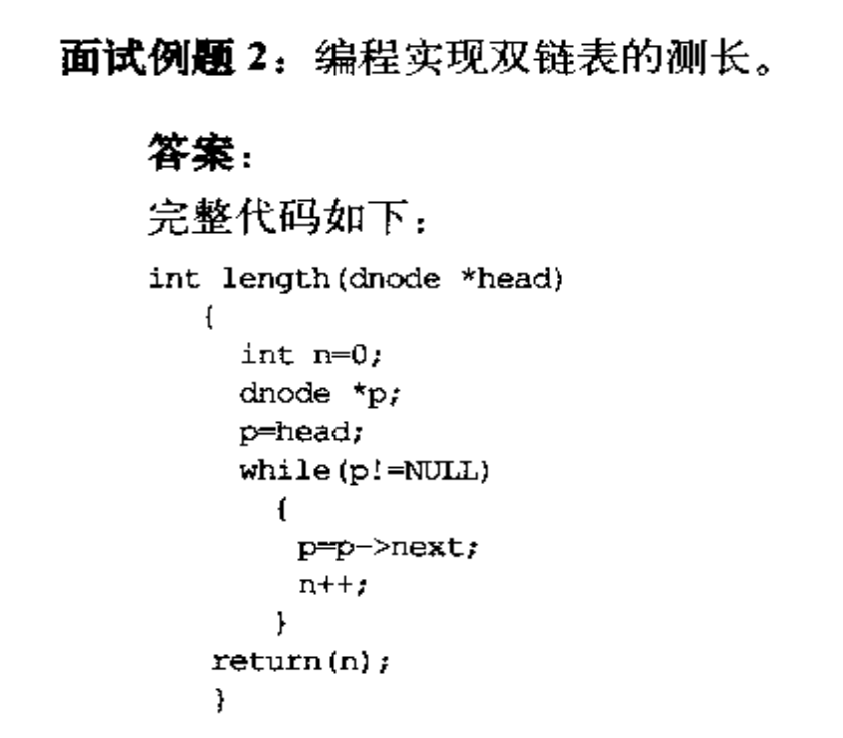 面试例题 2：编程实现双链表的测长。
答案：
完整代码如下：
int length(dnode *head)
{
int n=0;
dnode *p;
p=head;
while(p!=NULL)
{
p=p->next;
n++;
}
return(n);
}